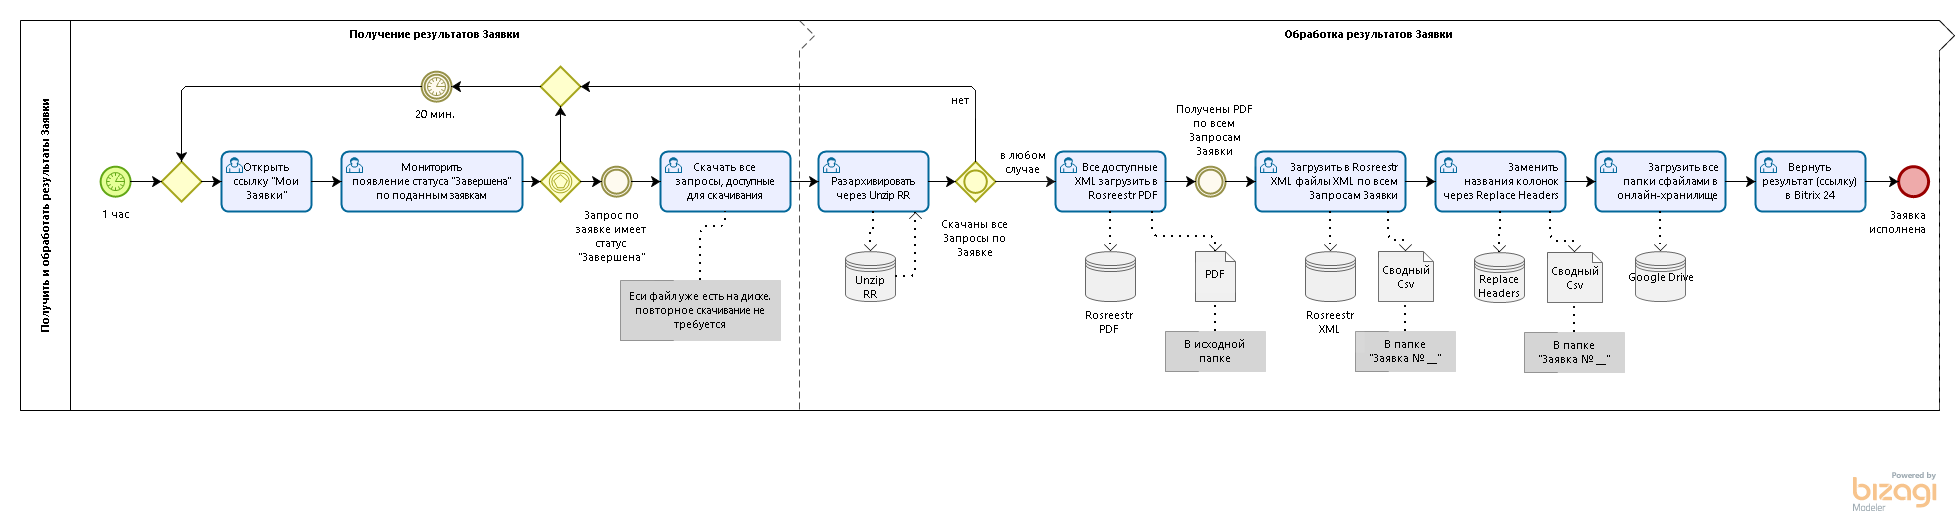 Получить и обработать результаты Заявки
Получение результатов Заявки
Обработка результатов Заявки
1 час
20 мин.
Открыть
ссылку "Мои
Заявки"
Мониторить
появление статуса "Завершена"
по поданным заявкам
Запрос по
заявке имеет
статус
"Завершена"
Скачать все
запросы, доступные
для скачивания
Еси файл уже есть на диске.
повторное скачивание не
требуется
Разархивировать
через Unzip RR
Unzip
RR
нет
Скачаны все
Запросы по
Заявке
в любом
случае
Все доступные
XML загрузить в
Rosreestr PDF
Rosreestr
PDF
PDF
В исходной
папке
Получены PDF
по всем
Запросам
Заявки
Загрузить в Rosreestr
XML файлы XML по всем
Запросам Заявки
Rosreestr
XML
Сводный
Csv
В папке
"Заявка № __"
Заменить
названия колонок
через Replace Headers
Replace
Headers
Сводный
Csv
В папке
"Заявка № __"
Загрузить все
папки сфайлами в
онлайн-хранилище
Google Drive
Вернуть
результат (ссылку)
в Bitrix 24
Заявка
исполнена
Powered by
bizagi
Modeler